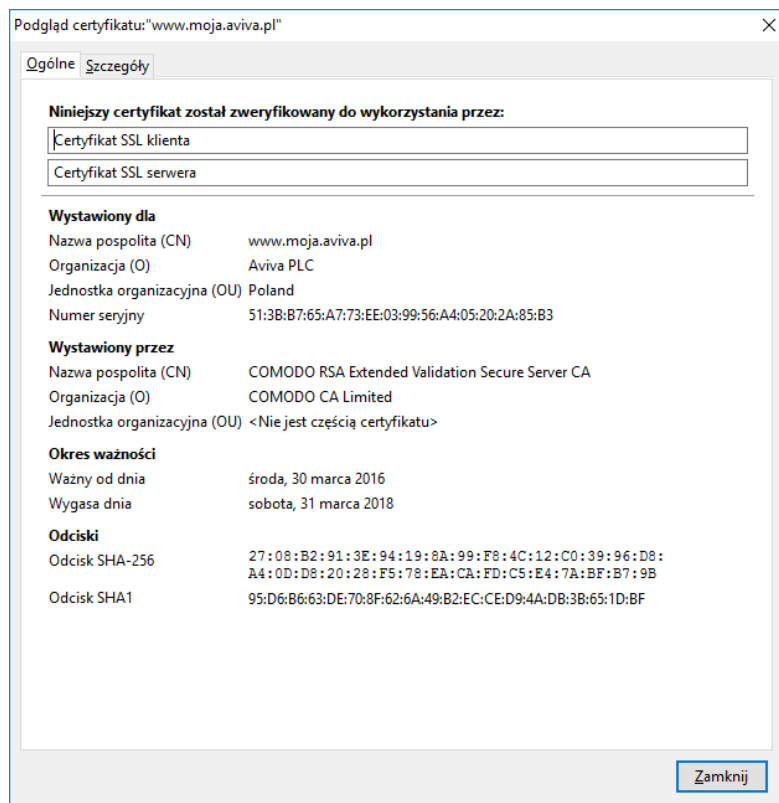 Podgląd certyfikatu:"www.moja.aviva.pl"
Ogólne Szczegóły
Niniejszy certyfikat został zweryfikowany do wykorzystania przez:
Certyfikat SSL klienta
Certyfikat SSL serwera
Wystawiony dla
Nazwa pospolita (CN) www.moja.aviva.pl
Organizacja (O) Aviva PLC
Jednostka organizacyjna (OU) Poland
Numer seryjny 51:3B:B7:65:A7:73:EE:03:99:56:A4:05:20:2A:85:B3
Wystawiony przez
Nazwa pospolita (CN) COMODO RSA Extended Validation Secure Server CA
Organizacja (O) COMODO CA Limited
Jednostka organizacyjna (OU) <Nie jest częścią certyfikatu>
Okres ważności
Ważny od dnia środa, 30 marca 2016
Wygasa dnia sobota, 31 marca 2018
Odciski
Odcisk SHA-256 27:08:B2:91:3E:94:19:8A:99:F8:4C:12:C0:39:96:D8:
A4:0D:D8:20:28:F5:78:EA:CA:FD:C5:E4:7A:BF:B7:9B
Odcisk SHA1 95:D6:B6:63:DE:70:8F:62:6A:49:B2:EC:CE:D9:4A:DB:3B:65:1D:BF
Zamknij